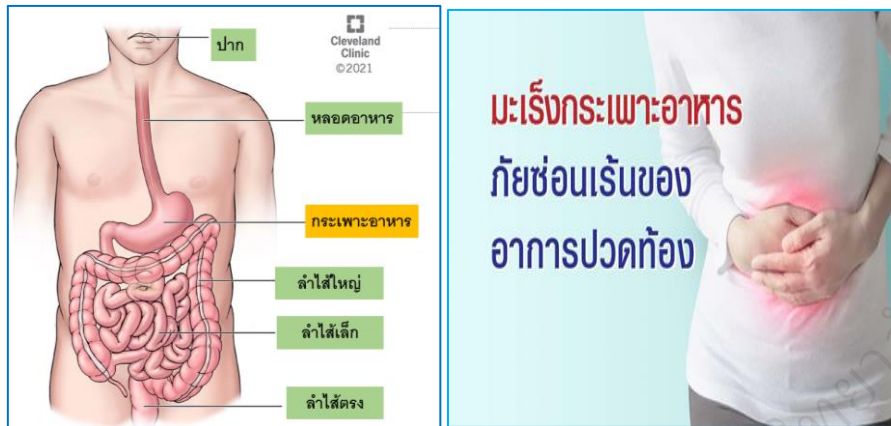 ปาก
Cleveland
Clinic
©2021
หลอดอาหาร
กระเพาะอาหาร
ลำไส้ใหญ่
ลำไส้เล็ก
ลำไส้ตรง
มะเร็งกระเพาะอาหาร
ภัยซ่อนเร้นของ
อาการปวดท้อง